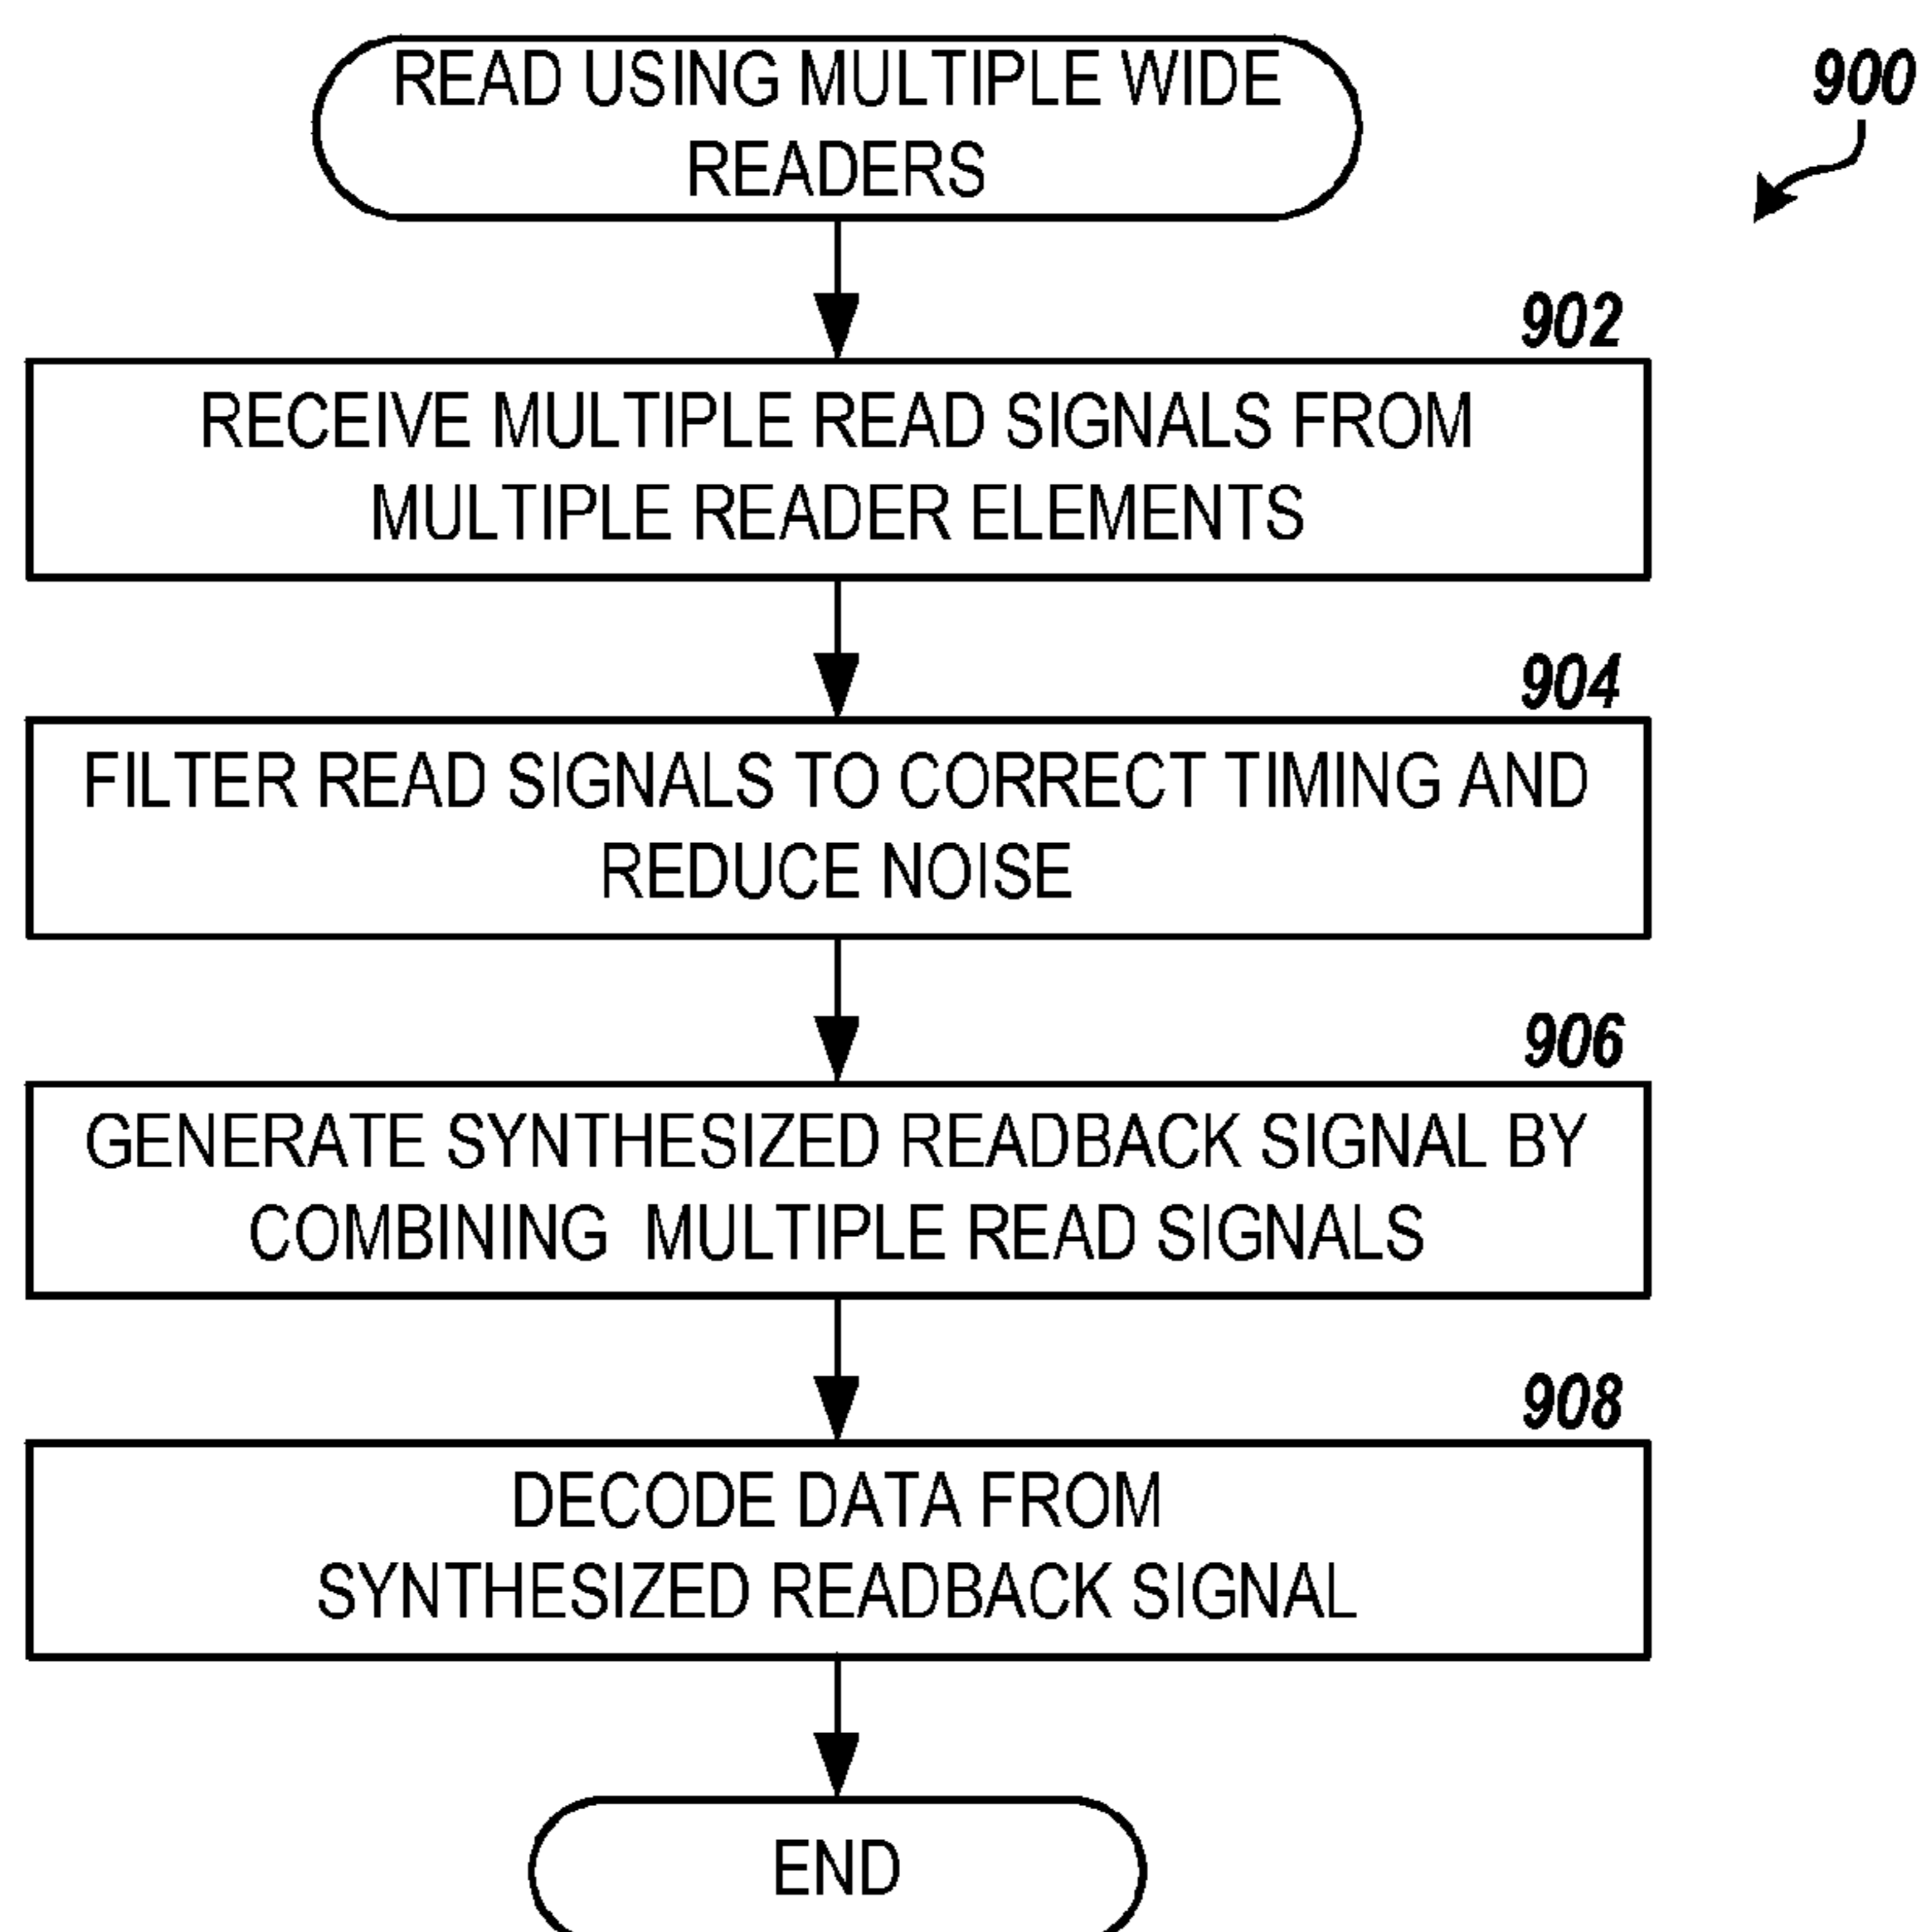 READ USING MULTIPLE WIDE
READERS
900
902
RECEIVE MULTIPLE READ SIGNALS FROM
MULTIPLE READER ELEMENTS
904
FILTER READ SIGNALS TO CORRECT TIMING AND
REDUCE NOISE
906
GENERATE SYNTHESIZED READBACK SIGNAL BY
COMBINING MULTIPLE READ SIGNALS
908
DECODE DATA FROM
SYNTHESIZED READBACK SIGNAL
END